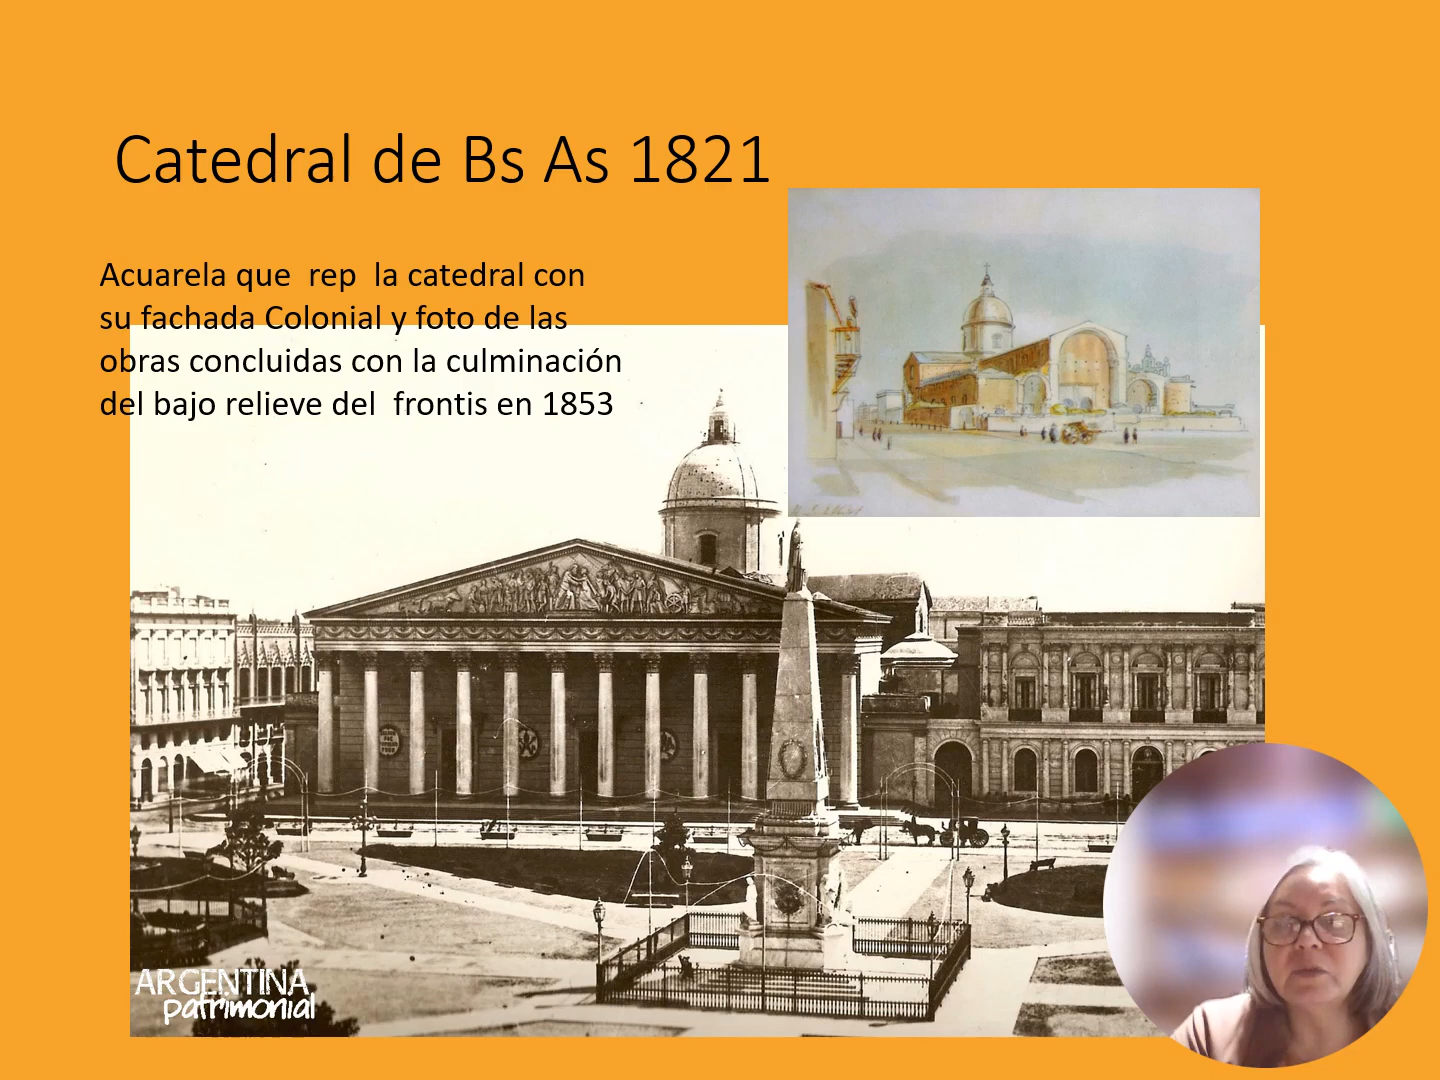 Catedral de Bs As 1821
Acuarela que rep la catedral con
su fachada Colonial y foto de las
obras concluidas con la culminación
del bajo relieve del frontis en 1853
ARGENTINA
patrimonial